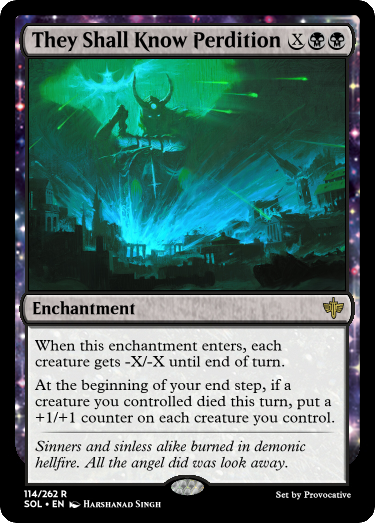 They Shall Know Perdition X
Enchantment
When this enchantment enters, each
creature gets -X/-X until end of turn.
At the beginning of your end step, if a
creature you controlled died this turn, put a
+1/+1 counter on each creature you control.
Sinners and sinless alike burned in demonic
hellfire. All the angel did was look away.
114/262 R
SOL • EN Harshanad Singh
Set by Provocative